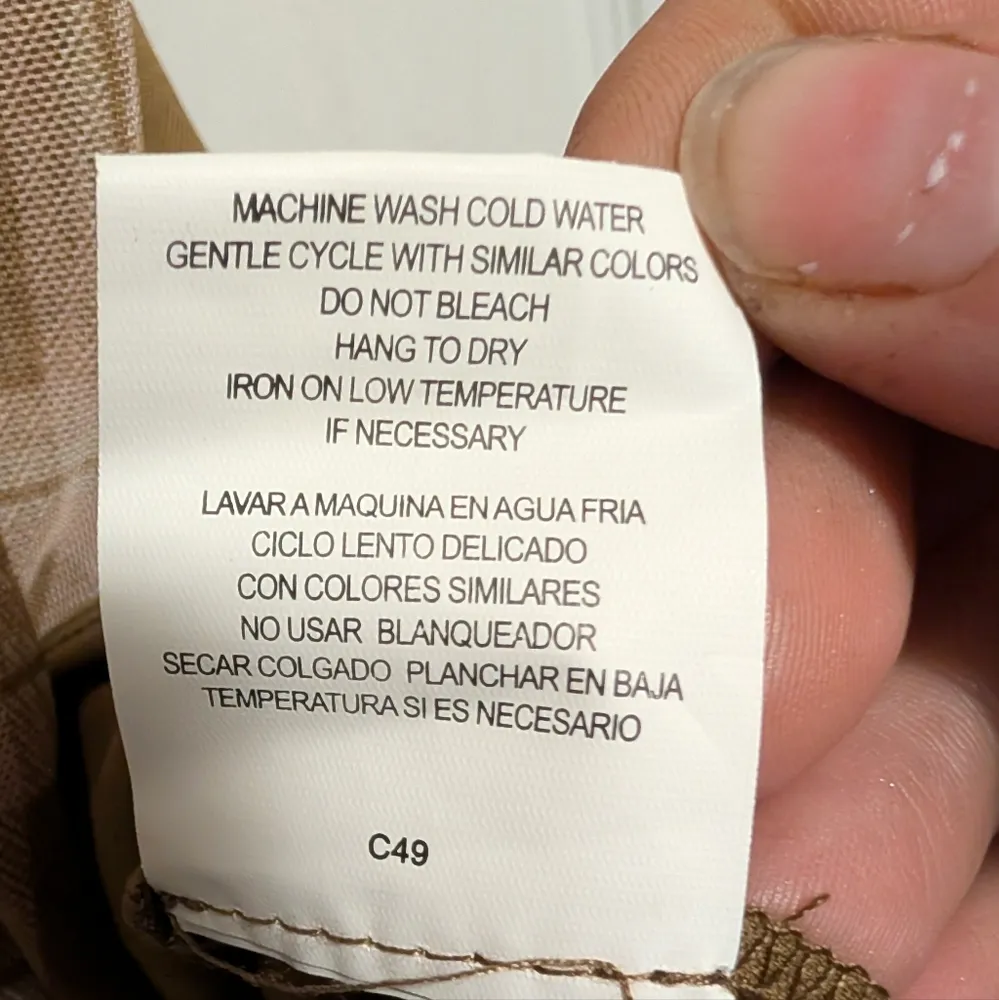 MACHINE WASH COLD WATER
GENTLE CYCLE WITH SIMILAR COLORS
DO NOT BLEACH
HANG TO DRY
IRON ON LOW TEMPERATURE
IF NECESSARY
LAVAR A MAQUINA EN AGUA FRIA
CICLO LENTO DELICADO
CON COLORES SIMILARES
NO USAR BLANQUEADOR
SECAR COLGADO PLANCHAR EN BAJA
TEMPERATURA SI ES NECESARIO
C49